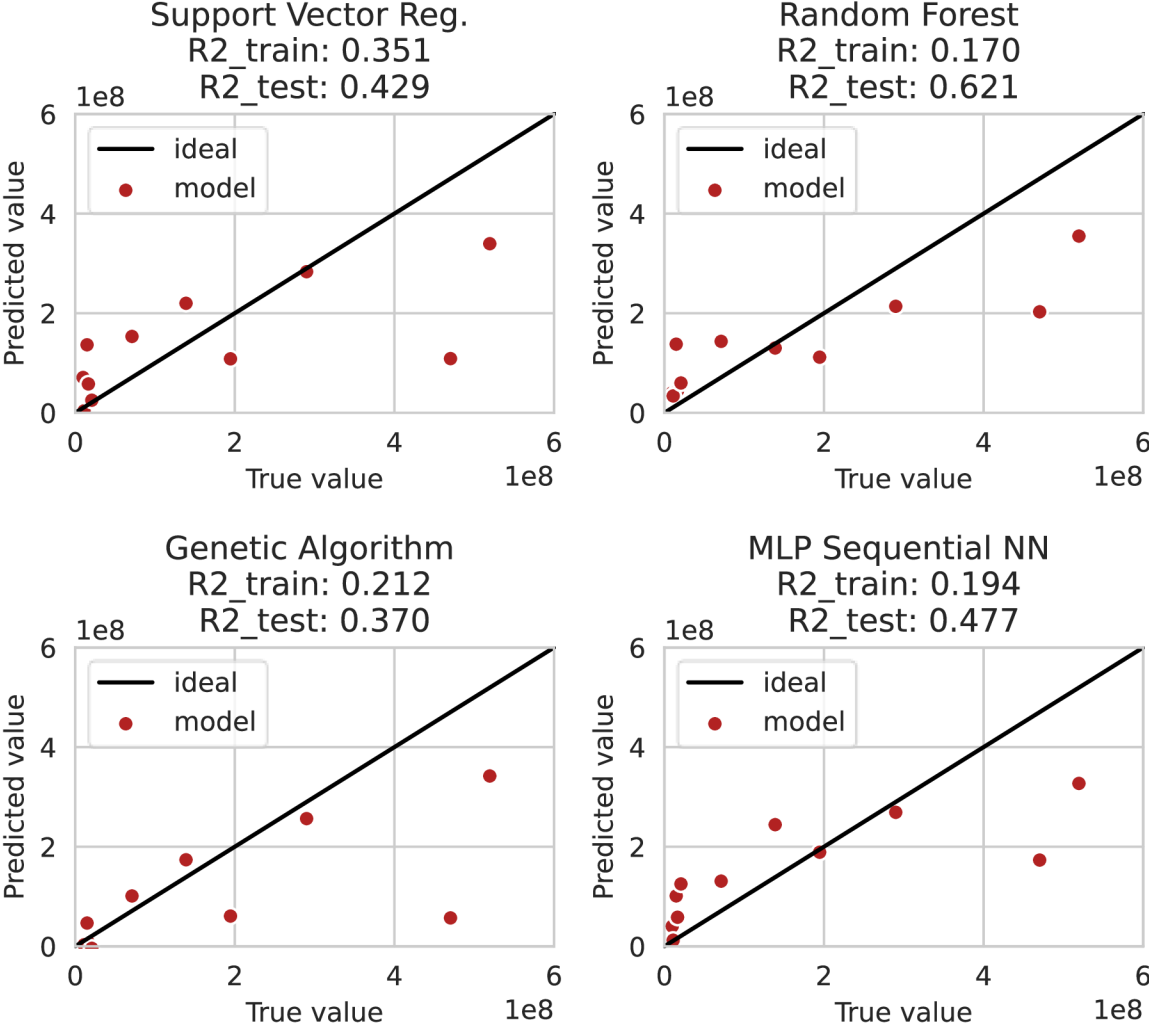 Support Vector Reg.
R2_train: 0.351
R2_test: 0.429
1e8
6
4
2
0
ideal
model
Predicted value
0 2 4 6
True value
1e8
Random Forest
R2_train: 0.170
R2_test: 0.621
1e8
6
4
2
0
ideal
model
Predicted value
0 2 4 6
True value
1e8
Genetic Algorithm
R2_train: 0.212
R2_test: 0.370
1e8
6
4
2
0
ideal
model
Predicted value
0 2 4 6
True value
1e8
MLP Sequential NN
R2_train: 0.194
R2_test: 0.477
1e8
6
4
2
0
ideal
model
Predicted value
0 2 4 6
True value
1e8